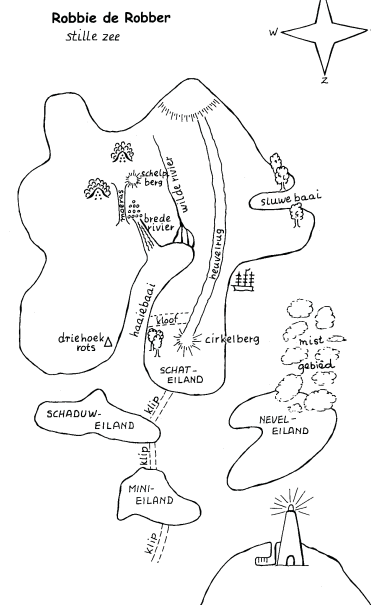 Robbie de Robber
stille zee
W
Z
schelp
berg
wilde rivier
moeras
brede
rivier
sluwe baai
heuvelrug
haaiebaai
kloof
driehoek
rots
cirkelberg
mist
gebied
SCHAT-
EILAND
klip
SCHADUW-
EILAND
NEVEL-
EILAND
klip
MINI-
EILAND
klip